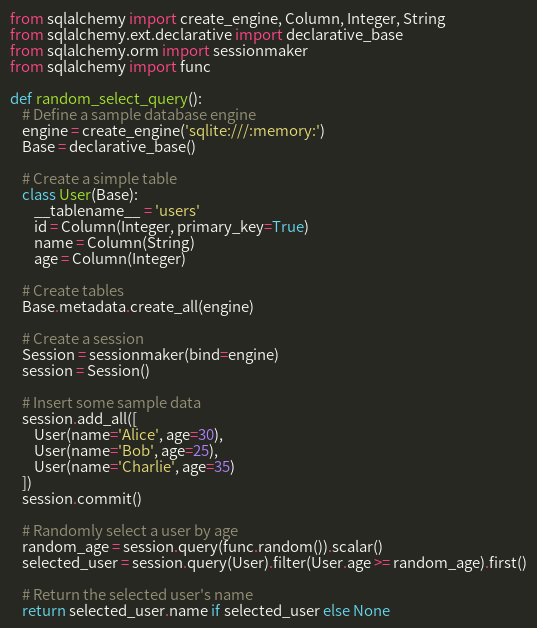 from sqlalchemy import create_engine, Column, Integer, String
from sqlalchemy.ext.declarative import declarative_base
from sqlalchemy.orm import sessionmaker
from sqlalchemy import func

def random_select_query():
    # Define a sample database engine
    engine = create_engine('sqlite:///:memory:')
    Base = declarative_base()

    # Create a simple table
    class User(Base):
        __tablename__ = 'users'
        id = Column(Integer, primary_key=True)
        name = Column(String)
        age = Column(Integer)

    # Create tables
    Base.metadata.create_all(engine)

    # Create a session
    Session = sessionmaker(bind=engine)
    session = Session()

    # Insert some sample data
    session.add_all([
        User(name='Alice', age=30),
        User(name='Bob', age=25),
        User(name='Charlie', age=35)
    ])
    session.commit()

    # Randomly select a user by age
    random_age = session.query(func.random()).scalar()
    selected_user = session.query(User).filter(User.age >= random_age).first()

    # Return the selected user's name
    return selected_user.name if selected_user else None